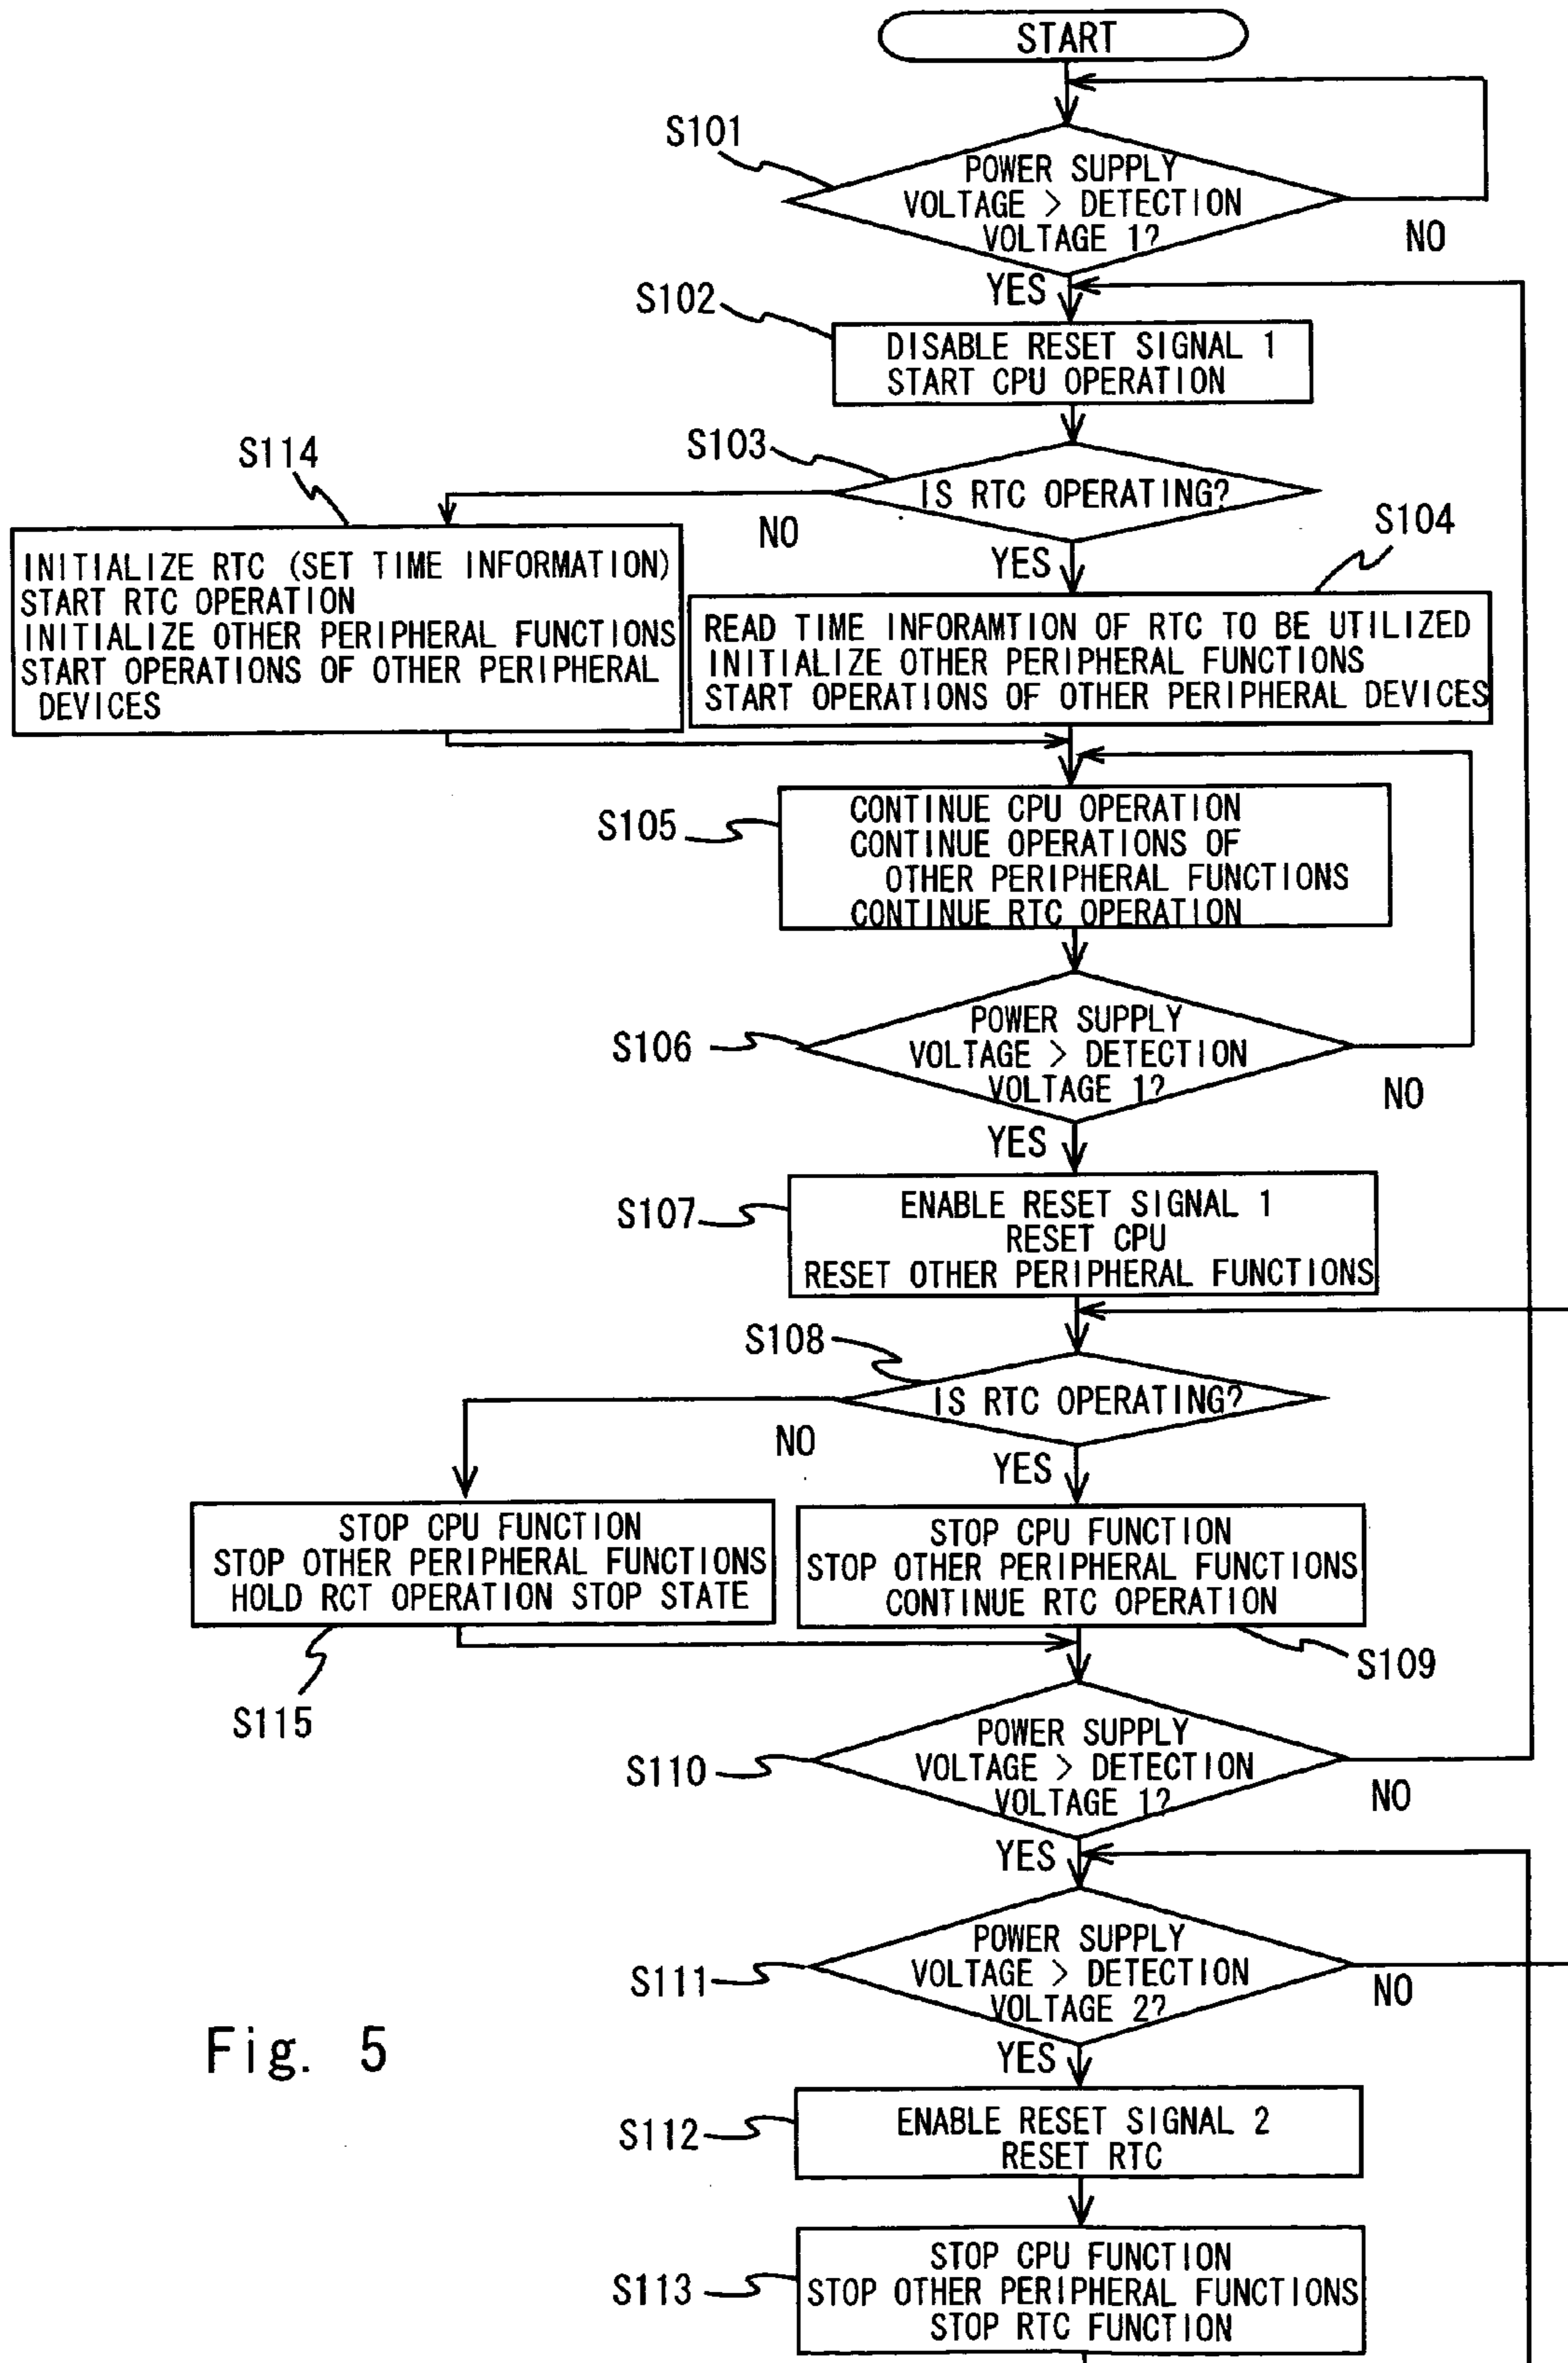 START
S101
POWER SUPPLY
VOLTAGE > DETECTION
VOLTAGE 1?
NO
YES
S102
DISABLE RESET SIGNAL 1
START CPU OPERATION
S103
IS RTC OPERATING?
NO
YES
S114
INITIALIZE RTC (SET TIME INFORMATION)
START RTC OPERATION
INITIALIZE OTHER PERIPHERAL FUNCTIONS
START OPERATIONS OF OTHER PERIPHERAL
DEVICES
S104
READ TIME INFORAMTION OF RTC TO BE UTILIZED
INITIALIZE OTHER PERIPHERAL FUNCTIONS
START OPERATIONS OF OTHER PERIPHERAL DEVICES
S105
CONTINUE CPU OPERATION
CONTINUE OPERATIONS OF
OTHER PERIPHERAL FUNCTIONS
CONTINUE RTC OPERATION
S106
POWER SUPPLY
VOLTAGE > DETECTION
VOLTAGE 1?
NO
YES
S107
ENABLE RESET SIGNAL 1
RESET CPU
RESET OTHER PERIPHERAL FUNCTIONS
S108
IS RTC OPERATING?
NO
YES
STOP CPU FUNCTION
STOP OTHER PERIPHERAL FUNCTIONS
HOLD RCT OPERATION STOP STATE
S115
STOP CPU FUNCTION
STOP OTHER PERIPHERAL FUNCTIONS
CONTINUE RTC OPERATION
S109
S110
POWER SUPPLY
VOLTAGE > DETECTION
VOLTAGE 1?
NO
YES
S111
POWER SUPPLY
VOLTAGE > DETECTION
VOLTAGE 2?
NO
YES
Fig. 5
S112
ENABLE RESET SIGNAL 2
RESET RTC
S113
STOP CPU FUNCTION
STOP OTHER PERIPHERAL FUNCTIONS
STOP RTC FUNCTION